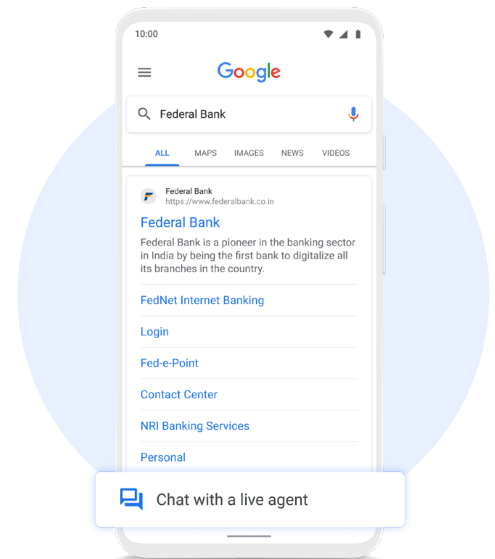 10:00
Google
Federal Bank
ALL MAPS IMAGES NEWS VIDEOS
Federal Bank
https://www.federalbank.co.in
Federal Bank
Federal Bank is a pioneer in the banking sector
in India by being the first bank to digitalize all
its branches in the country.
FedNet Internet Banking
Login
Fed-e-Point
Contact Center
NRI Banking Services
Personal
Chat with a live agent